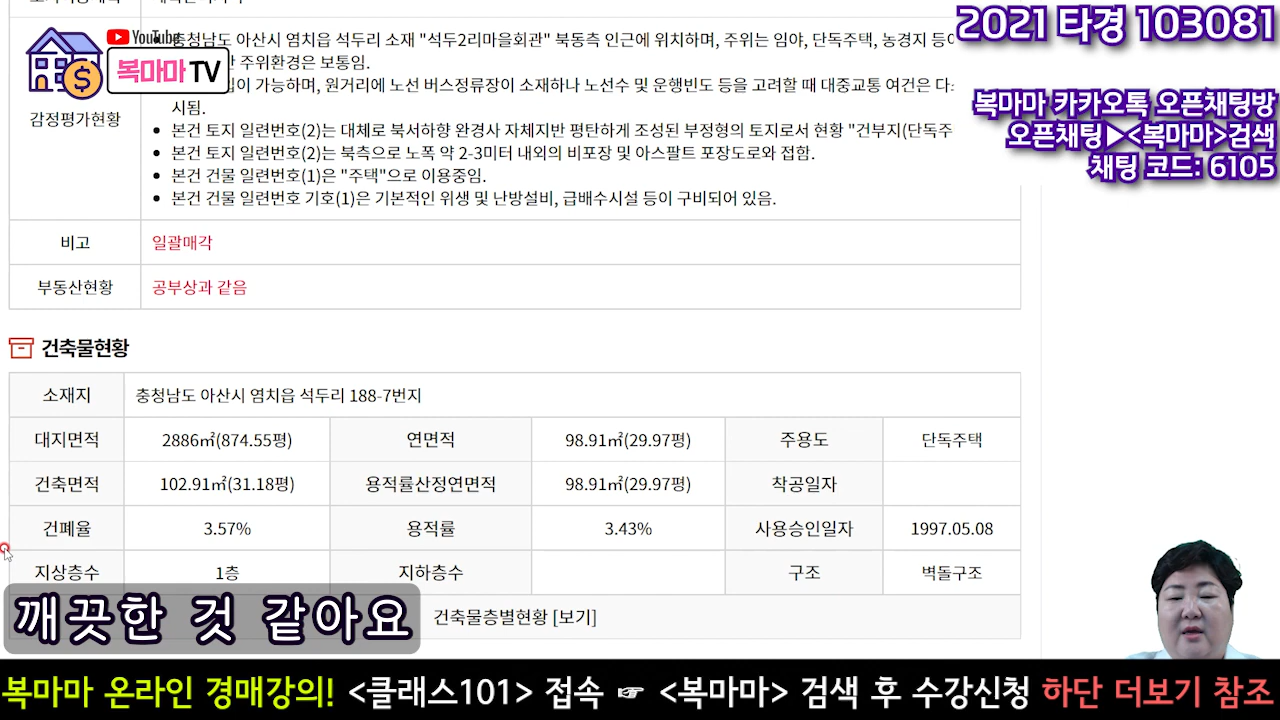 2021 타경 103081
YouTube
복마마 TV
복마마 카카오톡 오픈채팅방
오픈채팅▶<복마마>검색
채팅 코드: 6105
감정평가현황
충청남도 아산시 염치읍 석두리 소재 "석두2리마을회관" 북동측 인근에 위치하며, 주위는 임야, 단독주택, 농경지 등이
주위환경은 보통임.
가능하며, 원거리에 노선 버스정류장이 소재하나 노선수 및 운행빈도 등을 고려할 때 대중교통 여건은 다소
시됨.
• 본건 토지 일련번호(2)는 대체로 북서하향 완경사 자체지반 평탄하게 조성된 부정형의 토지로서 현황 "건부지(단독주
• 본건 토지 일련번호(2)는 북측으로 노폭 약 2-3미터 내외의 비포장 및 아스팔트 포장도로와 접함.
• 본건 건물 일련번호(1)은 "주택"으로 이용중임.
• 본건 건물 일련번호 기호(1)은 기본적인 위생 및 난방설비, 급배수시설 등이 구비되어 있음.
비고 일괄매각
부동산현황 공부상과 같음
건축물현황
소재지 충청남도 아산시 염치읍 석두리 188-7번지
대지면적 2886㎡(874.55평) 연면적 98.91㎡(29.97평) 주용도 단독주택
건축면적 102.91㎡(31.18평) 용적률산정연면적 98.91㎡(29.97평) 착공일자
건폐율 3.57% 용적률 3.43% 사용승인일자 1997.05.08
지상층수 1층 지하층수 구조 벽돌구조
건축물층별현황 [보기]
깨끗한 것 같아요
복마마 온라인 경매강의! <클래스101> 접속 ☞ <복마마> 검색 후 수강신청 하단 더보기 참조